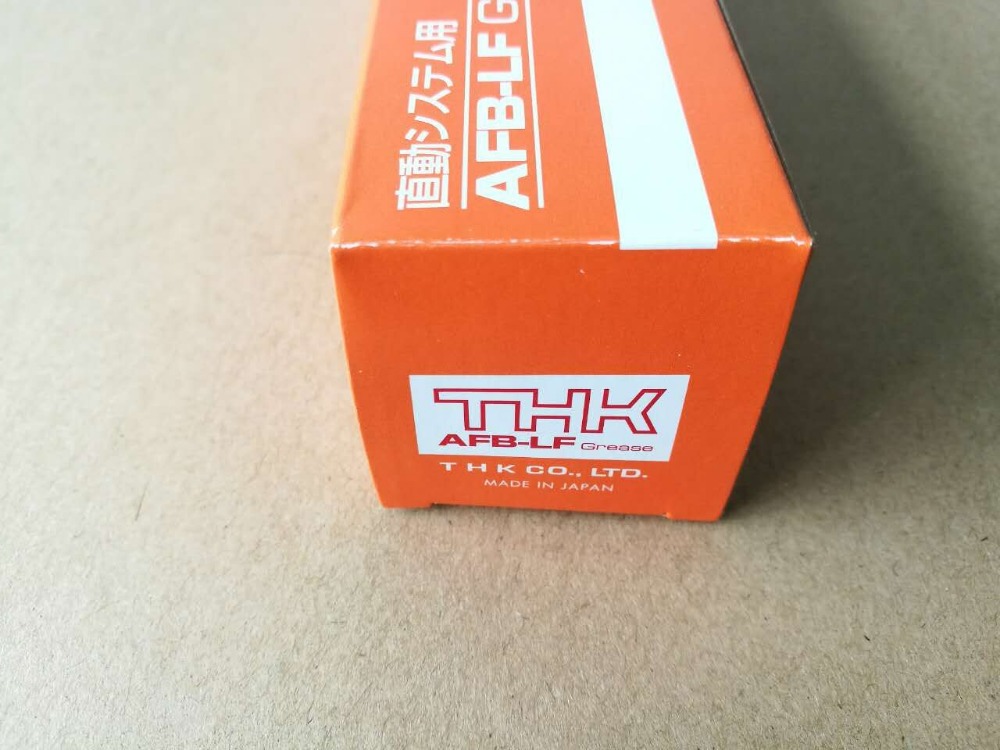 直動システム用
AFB-LF G
THK
AFB-LF Grease
THK CO., LTD.
MADE IN JAPAN